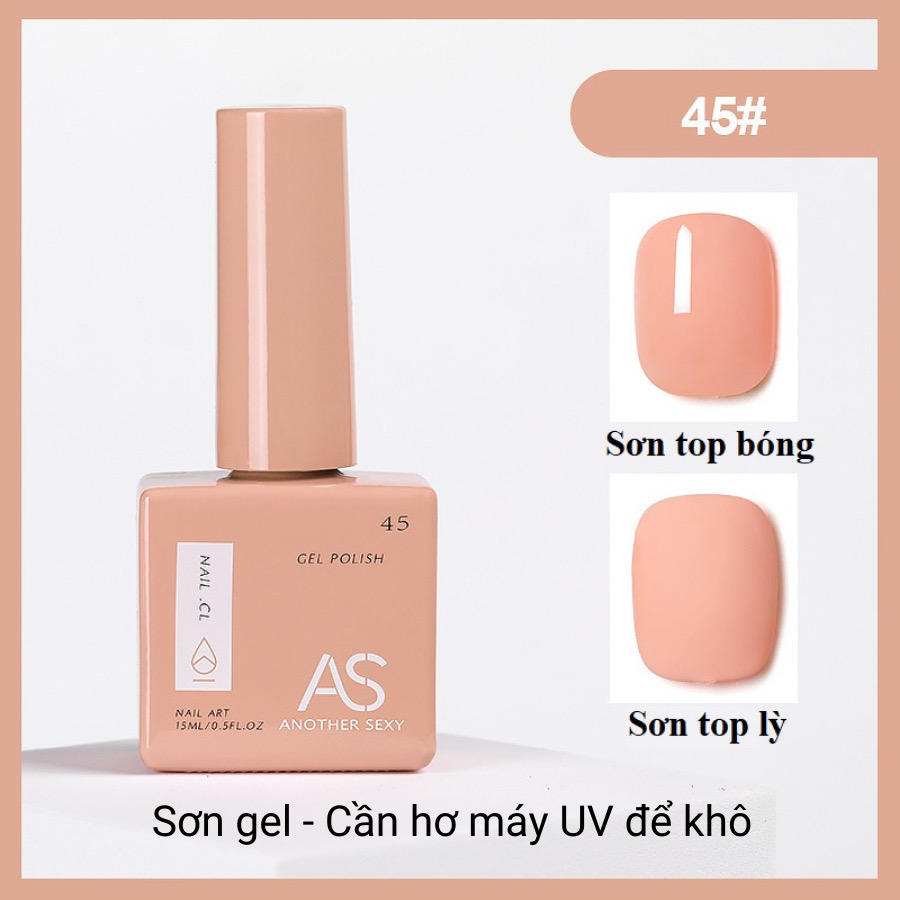 45#
Sơn top bóng
Sơn top lỳ
45
GEL POLISH
NAIL .CL
AS
ANOTHER SEXY
NAIL ART
15ML/0.5FL.OZ
Sơn gel - Cần hơ máy UV để khô